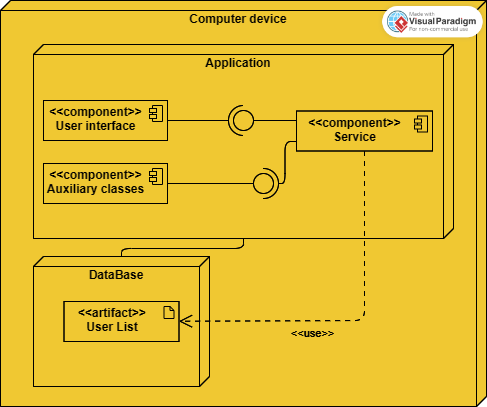 Computer device
Made with
Visual Paradigm
For non-commercial use
Application
<<component>>
User interface
<<component>>
Service
<<component>>
Auxiliary classes
DataBase
<<artifact>>
User List
<<use>>